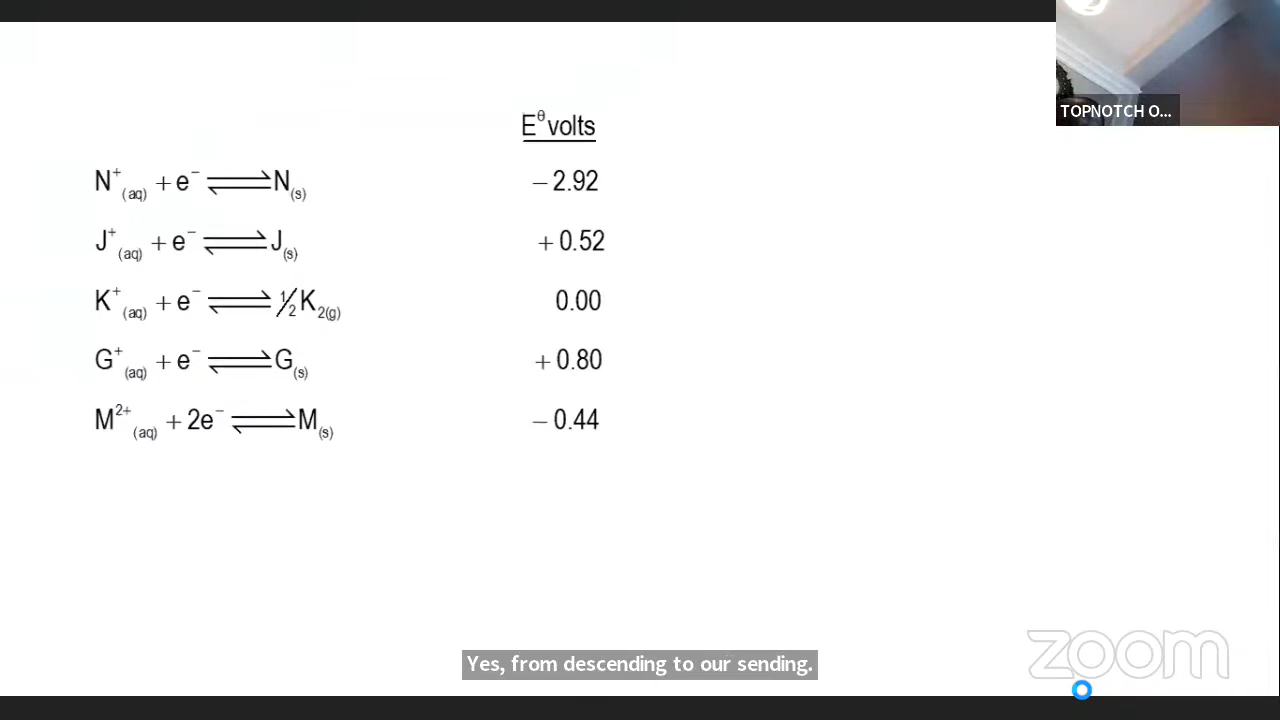 TOPNOTCH O...
E^θ volts
N⁺(aq) + e⁻ ⇌ N(s) − 2.92
J⁺(aq) + e⁻ ⇌ J(s) + 0.52
K⁺(aq) + e⁻ ⇌ ½K₂(g) 0.00
G⁺(aq) + e⁻ ⇌ G(s) + 0.80
M²⁺(aq) + 2e⁻ ⇌ M(s) − 0.44
Yes, from descending to our sending.
zoom